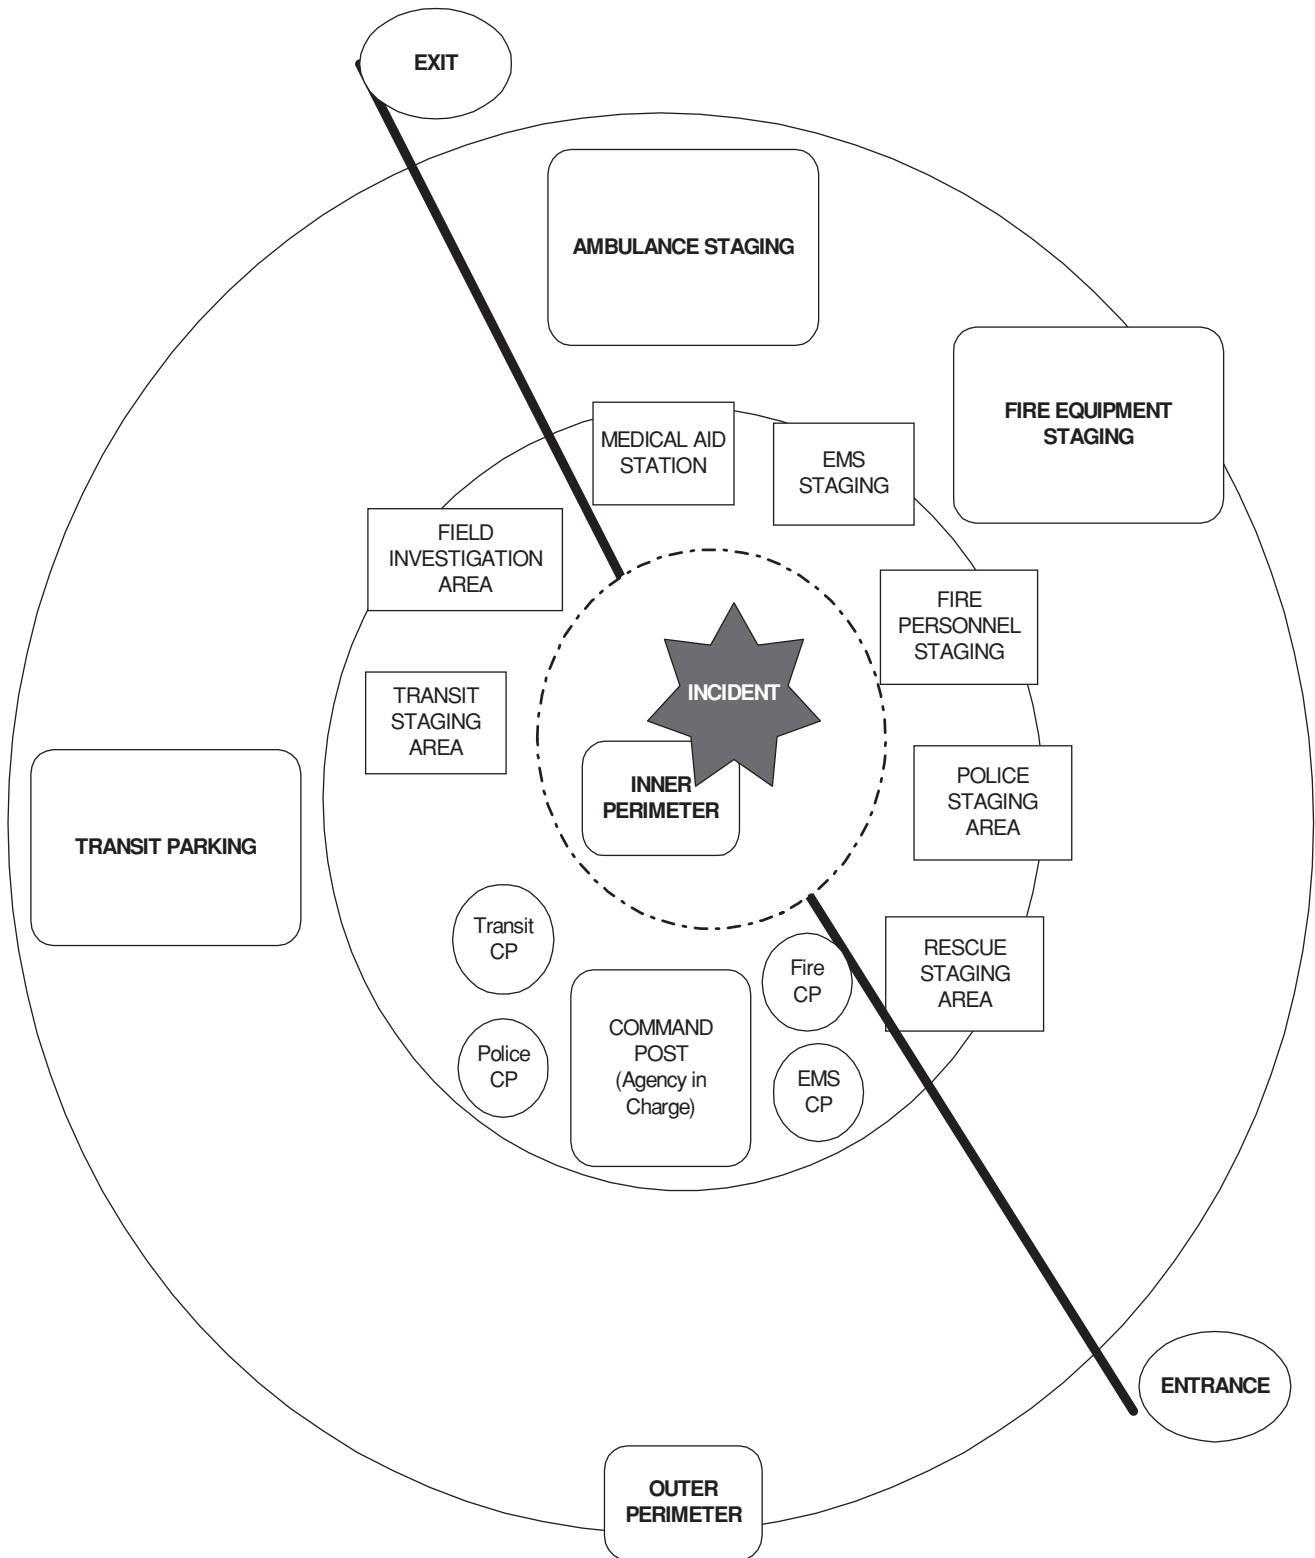 EXIT
AMBULANCE STAGING
FIRE EQUIPMENT
STAGING
MEDICAL AID
STATION
EMS
STAGING
FIELD
INVESTIGATION
AREA
FIRE
PERSONNEL
STAGING
INCIDENT
TRANSIT
STAGING
AREA
INNER
PERIMETER
POLICE
STAGING
AREA
TRANSIT PARKING
Transit
CP
Fire
CP
RESCUE
STAGING
AREA
COMMAND
POST
(Agency in
Charge)
Police
CP
EMS
CP
ENTRANCE
OUTER
PERIMETER